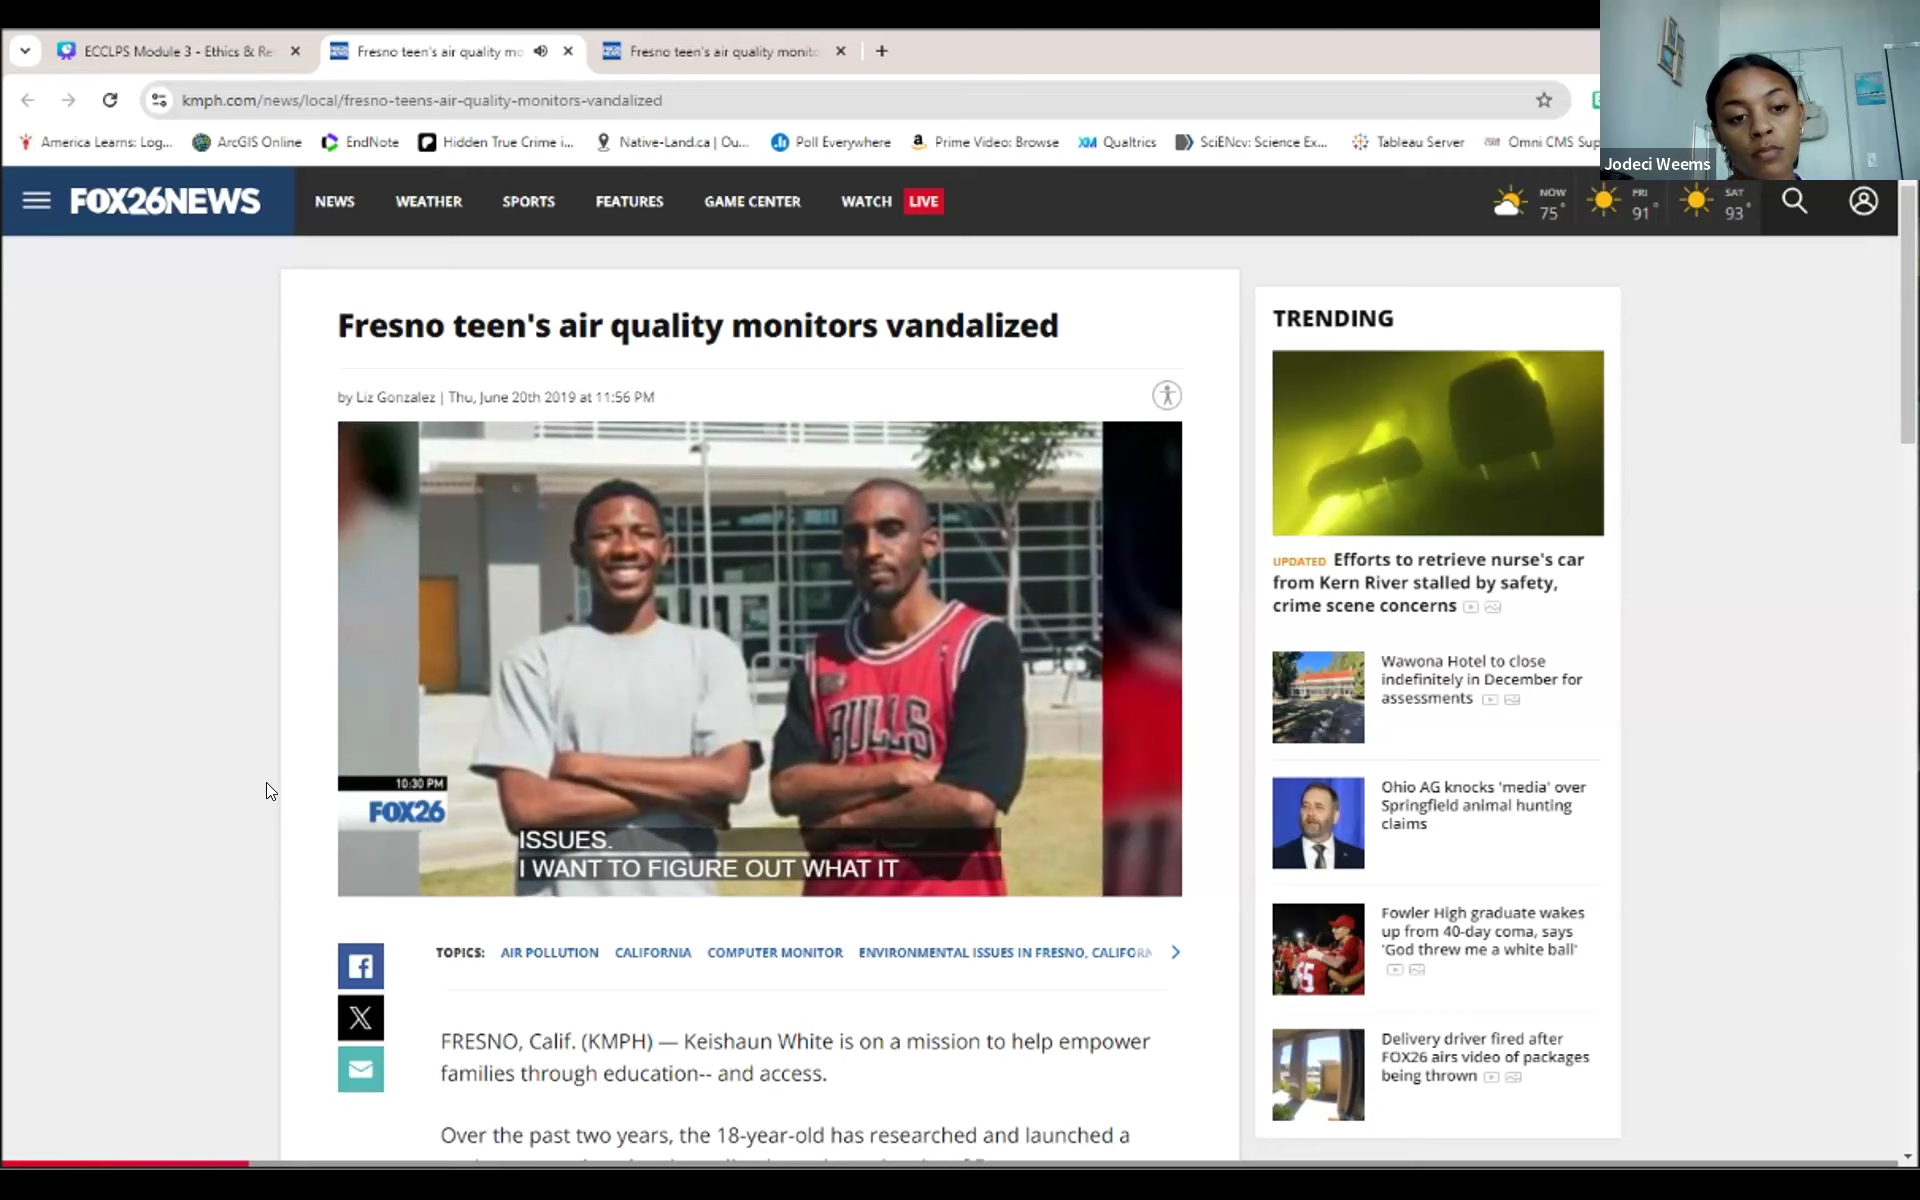 ECCLPS Module 3 - Ethics & Re
Fresno teen's air quality mo
Fresno teen's air quality monito
kmph.com/news/local/fresno-teens-air-quality-monitors-vandalized
America Learns: Log...
ArcGIS Online
EndNote
Hidden True Crime i...
Native-Land.ca | Ou...
Poll Everywhere
Prime Video: Browse
Qualtrics
SciENcv: Science Ex...
Tableau Server
Omni CMS Sup
Jodeci Weems
FOX26NEWS
NEWS
WEATHER
SPORTS
FEATURES
GAME CENTER
WATCH LIVE
NOW
75°
FRI
91°
SAT
93°
Fresno teen's air quality monitors vandalized
by Liz Gonzalez | Thu, June 20th 2019 at 11:56 PM
BULLS
10:30 PM
FOX26
ISSUES.
I WANT TO FIGURE OUT WHAT IT
TOPICS: AIR POLLUTION CALIFORNIA COMPUTER MONITOR ENVIRONMENTAL ISSUES IN FRESNO, CALIFORN
FRESNO, Calif. (KMPH) — Keishaun White is on a mission to help empower
families through education-- and access.
Over the past two years, the 18-year-old has researched and launched a
TRENDING
UPDATED Efforts to retrieve nurse's car
from Kern River stalled by safety,
crime scene concerns
Wawona Hotel to close
indefinitely in December for
assessments
Ohio AG knocks 'media' over
Springfield animal hunting
claims
Fowler High graduate wakes
up from 40-day coma, says
'God threw me a white ball'
Delivery driver fired after
FOX26 airs video of packages
being thrown